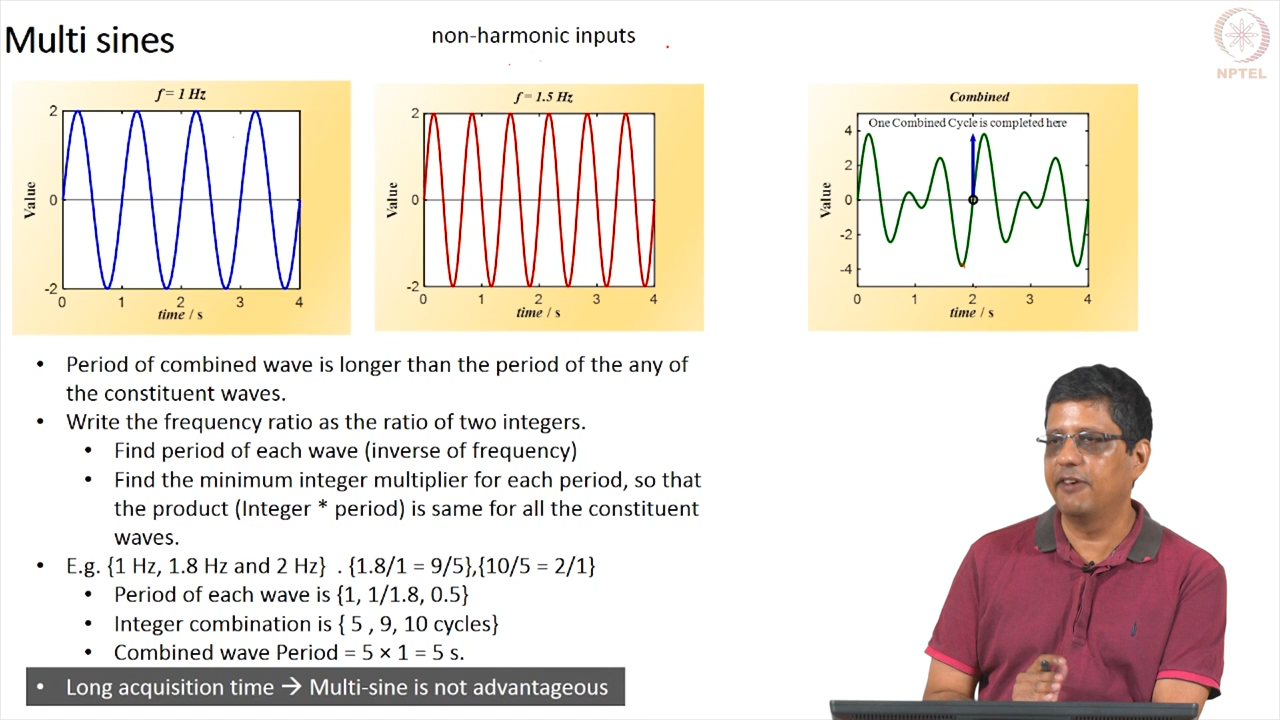 Multi sines
non-harmonic inputs
NPTEL
f = 1 Hz
2
0
-2
Value
0 1 2 3 4
time / s
f = 1.5 Hz
2
0
-2
Value
0 1 2 3 4
time / s
Combined
One Combined Cycle is completed here
4
2
0
-2
-4
Value
0 1 2 3 4
time / s
• Period of combined wave is longer than the period of the any of
the constituent waves.
• Write the frequency ratio as the ratio of two integers.
• Find period of each wave (inverse of frequency)
• Find the minimum integer multiplier for each period, so that
the product (Integer * period) is same for all the constituent
waves.
• E.g. {1 Hz, 1.8 Hz and 2 Hz} . {1.8/1 = 9/5},{10/5 = 2/1}
• Period of each wave is {1, 1/1.8, 0.5}
• Integer combination is { 5 , 9, 10 cycles}
• Combined wave Period = 5 × 1 = 5 s.
• Long acquisition time → Multi-sine is not advantageous